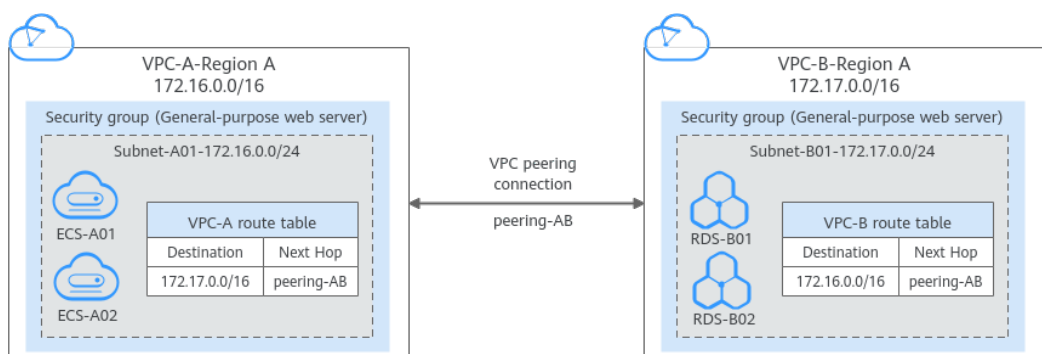 VPC-A-Region A
172.16.0.0/16
Security group (General-purpose web server)
Subnet-A01-172.16.0.0/24
ECS-A01
ECS-A02
VPC-A route table
Destination Next Hop
172.17.0.0/16 peering-AB
VPC peering
connection
peering-AB
VPC-B-Region A
172.17.0.0/16
Security group (General-purpose web server)
Subnet-B01-172.17.0.0/24
RDS-B01
RDS-B02
VPC-B route table
Destination Next Hop
172.16.0.0/16 peering-AB